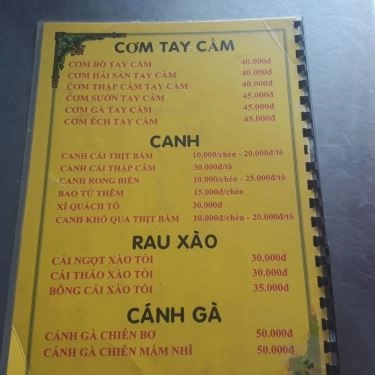 CƠM TAY CẦM
CƠM BÒ TAY CẦM 40.000đ
CƠM HẢI SẢN TAY CẦM 40.000đ
CƠM THẬP CẨM TAY CẦM 40.000đ
CƠM SƯỜN TAY CẦM 45.000đ
CƠM GÀ TAY CẦM 45.000đ
CƠM ẾCH TAY CẦM 45.000đ
CANH
CANH CẢI THỊT BẰM 10.000/chén - 20.000đ/tô
CANH CẢI THẬP CẨM 30.000đ/tô
CANH RONG BIỂN 10.000/chén - 25.000đ/tô
BAO TỬ THÊM 15.000đ/chén
XÍ QUÁCH TÔ 30.000đ
CANH KHỔ QUA THỊT BẰM 10.000đ/chén - 20.000đ/tô
RAU XÀO
CẢI NGỌT XÀO TỎI 30.000đ
CẢI THẢO XÀO TỎI 30.000đ
BÔNG CẢI XÀO TỎI 35.000đ
CÁNH GÀ
CÁNH GÀ CHIÊN BƠ 50.000đ
CÁNH GÀ CHIÊN MẮM NHỈ 50.000đ